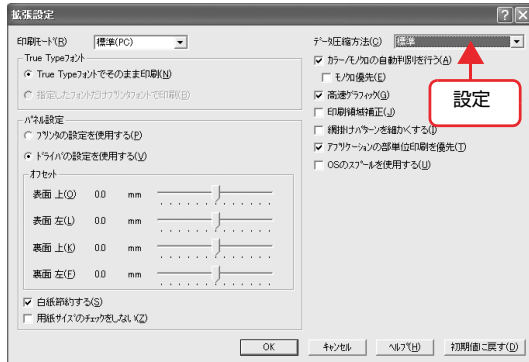 拡張設定
印刷モード(R) 標準(PC)
True Typeフォント
True Typeフォントでそのまま印刷(N)
指定したフォントだけプリンタフォントで印刷(B)
パネル設定
プリンタの設定を使用する(P)
ドライバの設定を使用する(V)
オフセット
表面 上(O) 0.0 mm
表面 左(L) 0.0 mm
裏面 上(K) 0.0 mm
裏面 左(F) 0.0 mm
白紙節約する(S)
用紙サイズのチェックをしない(Z)
データ圧縮方法(C) 標準
カラー/モノクロの自動判別を行う(A)
モノクロ優先(E)
高速グラフィック(G)
印刷領域補正(J)
網掛けパターンを細かくする(I)
アプリケーションの部単位印刷を優先(T)
OSのスプールを使用する(U)
設定
OK キャンセル ヘルプ(H) 初期値に戻す(D)